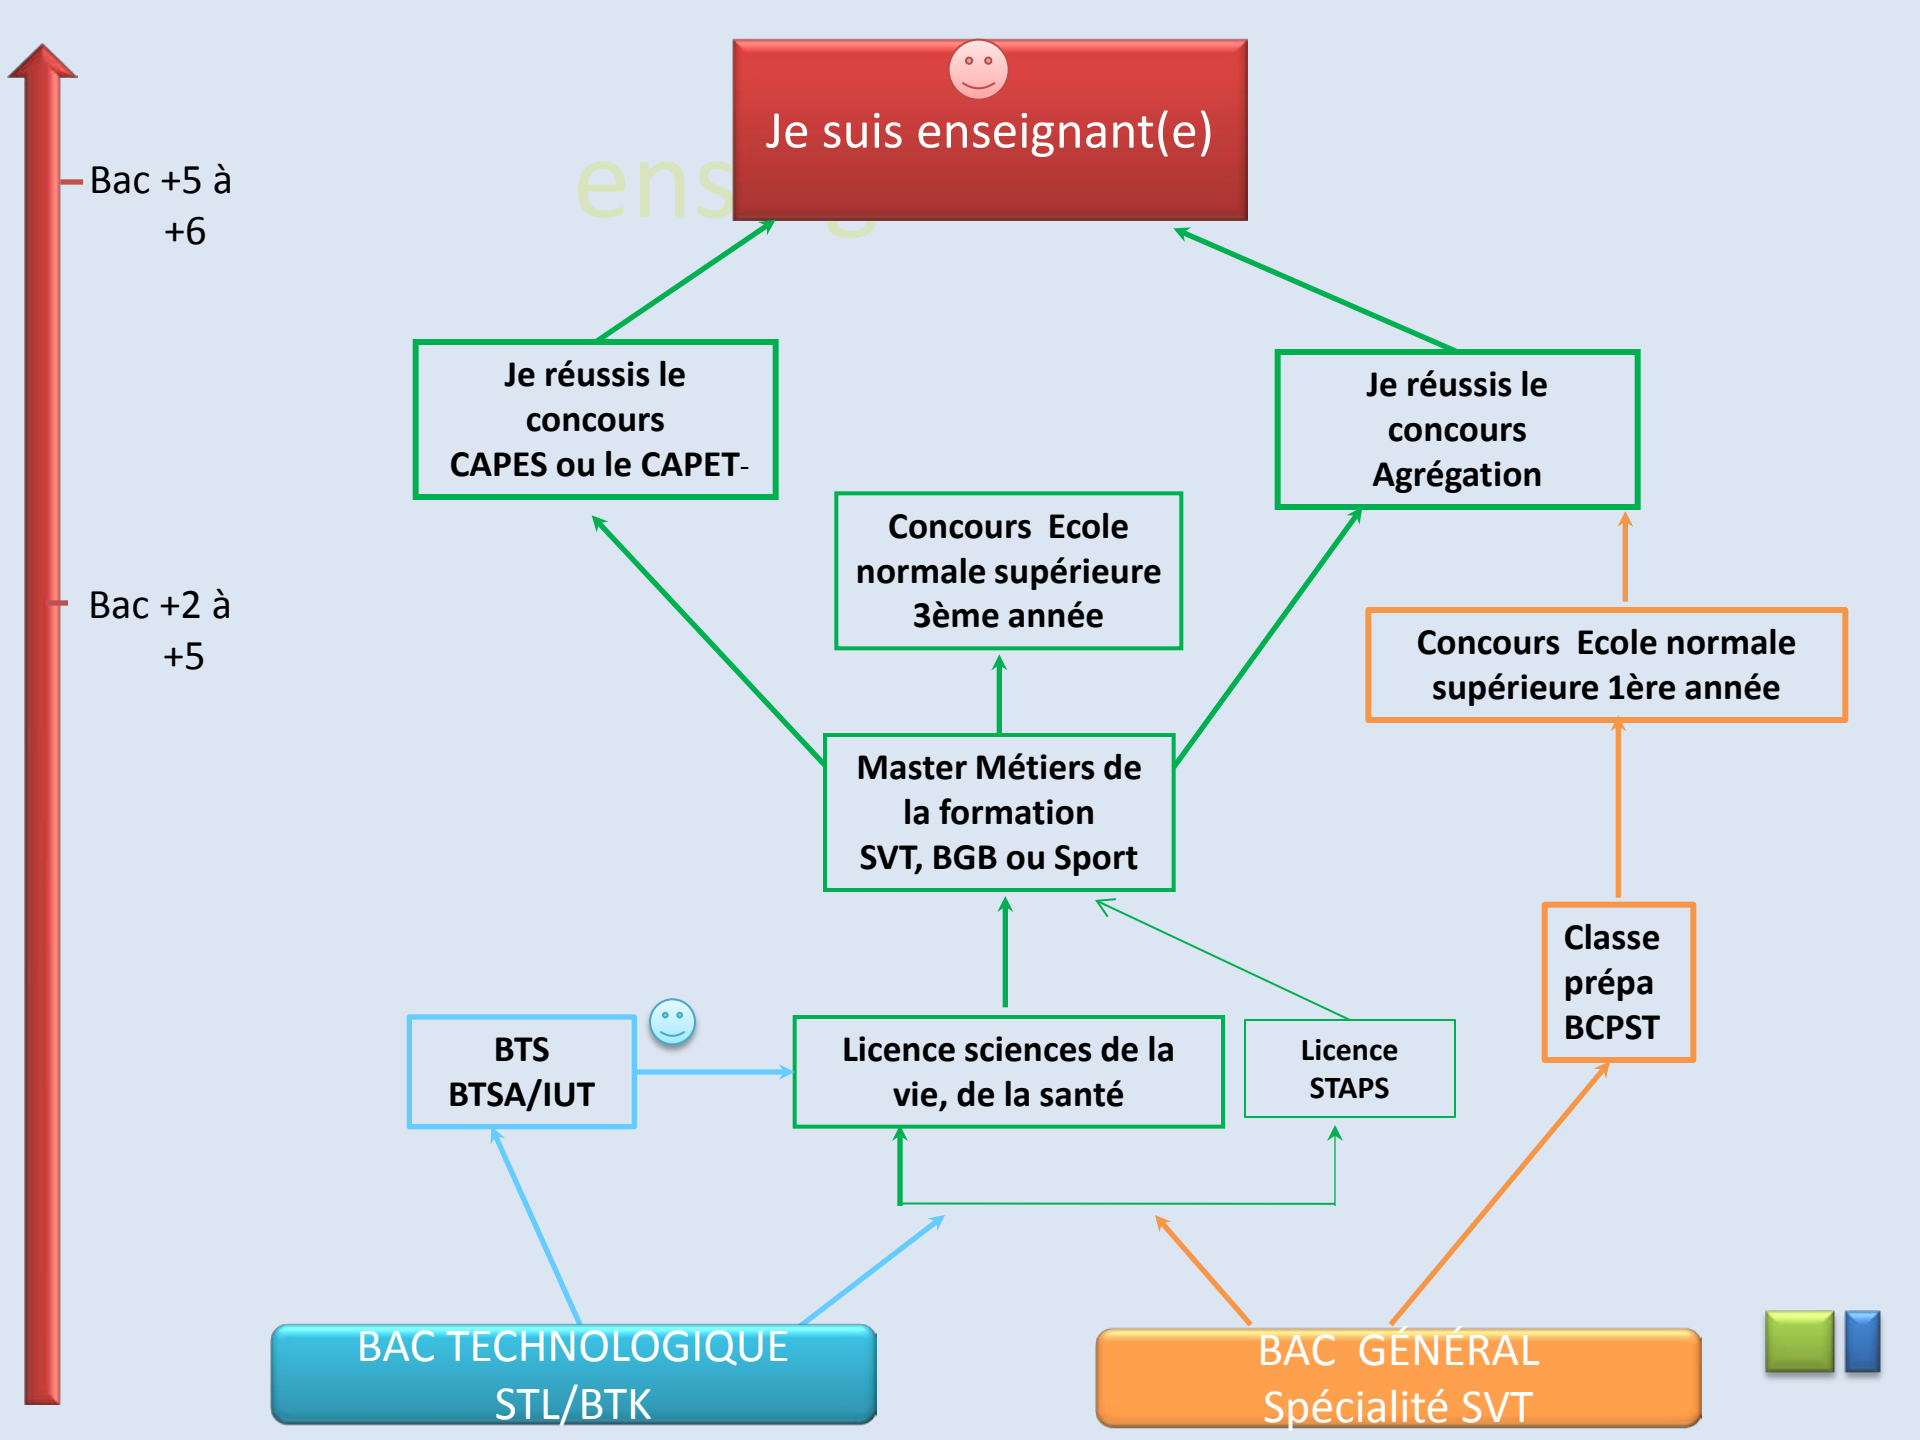 Je suis enseignant(e)
Bac +5 à
+6
Je réussis le
concours
CAPES ou le CAPET-
Je réussis le
concours
Agrégation
Concours  Ecole
normale supérieure
3ème année
Bac +2 à
+5
Concours  Ecole normale
supérieure 1ère année
Master Métiers de
la formation
SVT, BGB ou Sport
Classe
prépa
BCPST
BTS
BTSA/IUT
Licence sciences de la
vie, de la santé
Licence
STAPS
BAC TECHNOLOGIQUE
STL/BTK
BAC  GÉNÉRAL
Spécialité SVT